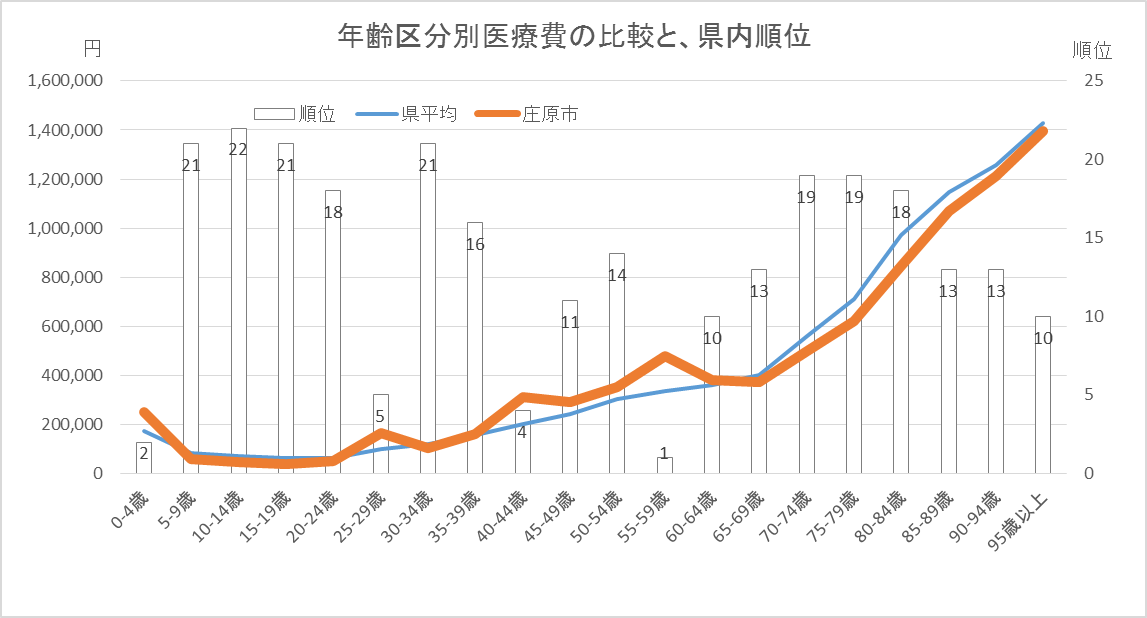 年齢区分別医療費の比較と、県内順位
円
順位
順位 県平均 庄原市
1,600,000
1,400,000
1,200,000
1,000,000
800,000
600,000
400,000
200,000
0
25
20
15
10
5
0
2
21
22
21
18
5
21
16
4
11
14
1
10
13
19
19
18
13
13
10
0-4歳
5-9歳
10-14歳
15-19歳
20-24歳
25-29歳
30-34歳
35-39歳
40-44歳
45-49歳
50-54歳
55-59歳
60-64歳
65-69歳
70-74歳
75-79歳
80-84歳
85-89歳
90-94歳
95歳以上